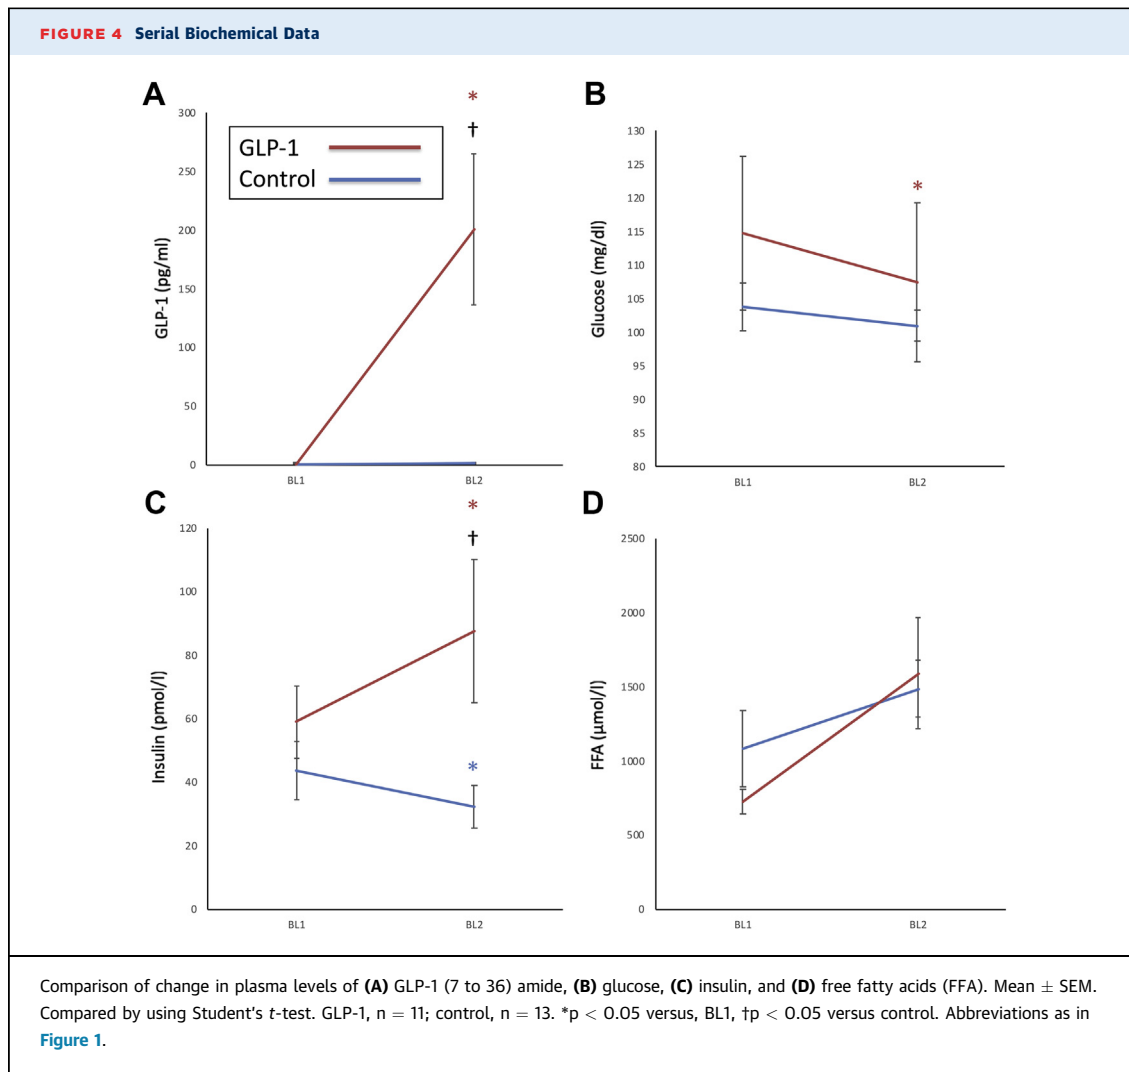 FIGURE 4 Serial Biochemical Data
A
*
†
300
250
200
150
100
50
0
GLP-1 (pg/ml)
GLP-1
Control
BL1
BL2
B
*
130
125
120
115
110
105
100
95
90
85
80
Glucose (mg/dl)
BL1
BL2
C
*
†
*
120
100
80
60
40
20
0
Insulin (pmol/l)
BL1
BL2
D
2500
2000
1500
1000
500
0
FFA (μmol/l)
BL1
BL2
Comparison of change in plasma levels of (A) GLP-1 (7 to 36) amide, (B) glucose, (C) insulin, and (D) free fatty acids (FFA). Mean ± SEM.
Compared by using Student's t-test. GLP-1, n = 11; control, n = 13. *p < 0.05 versus, BL1, †p < 0.05 versus control. Abbreviations as in
Figure 1.